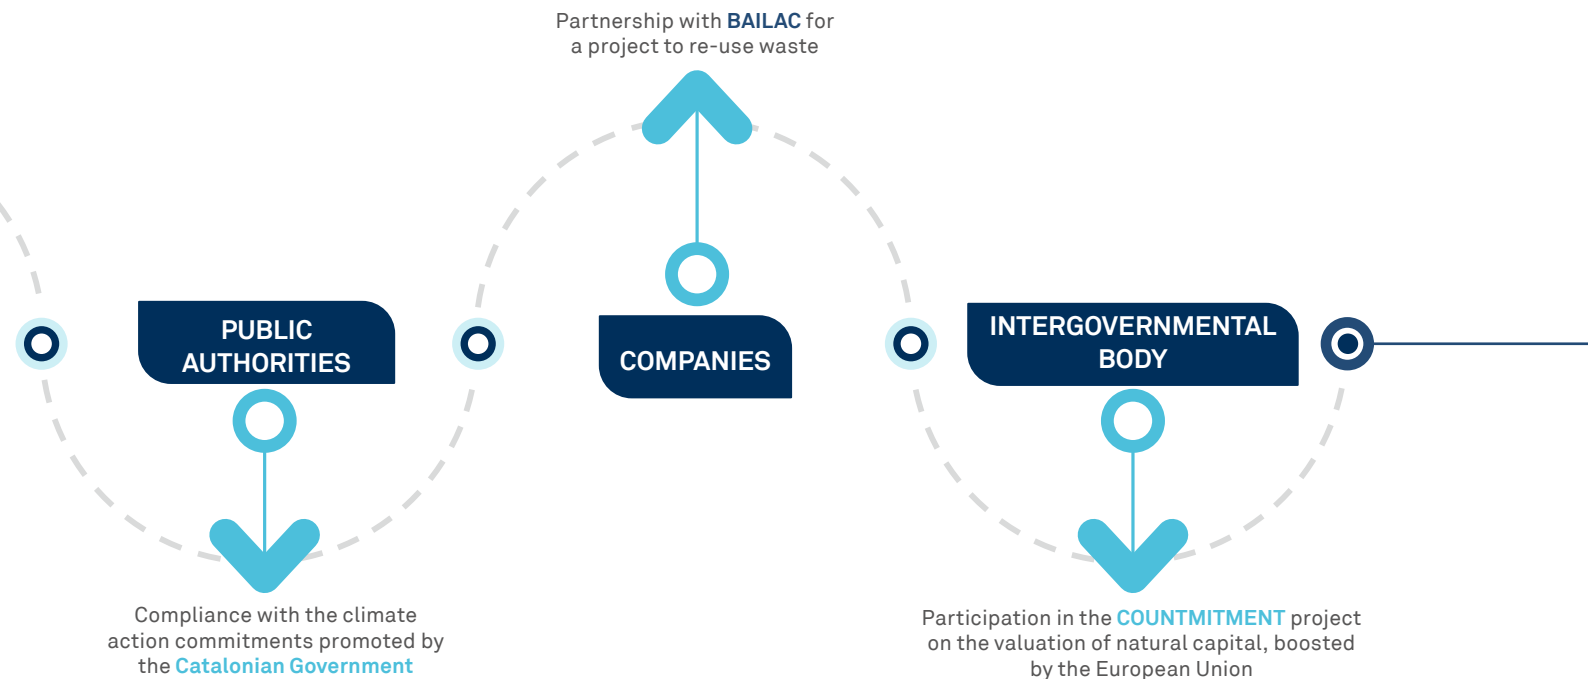 Partnership with BAILAC for
a project to re-use waste
PUBLIC
AUTHORITIES
COMPANIES
INTERGOVERNMENTAL
BODY
Compliance with the climate
action commitments promoted by
the Catalonian Government
Participation in the COUNTMITMENT project
on the valuation of natural capital, boosted
by the European Union